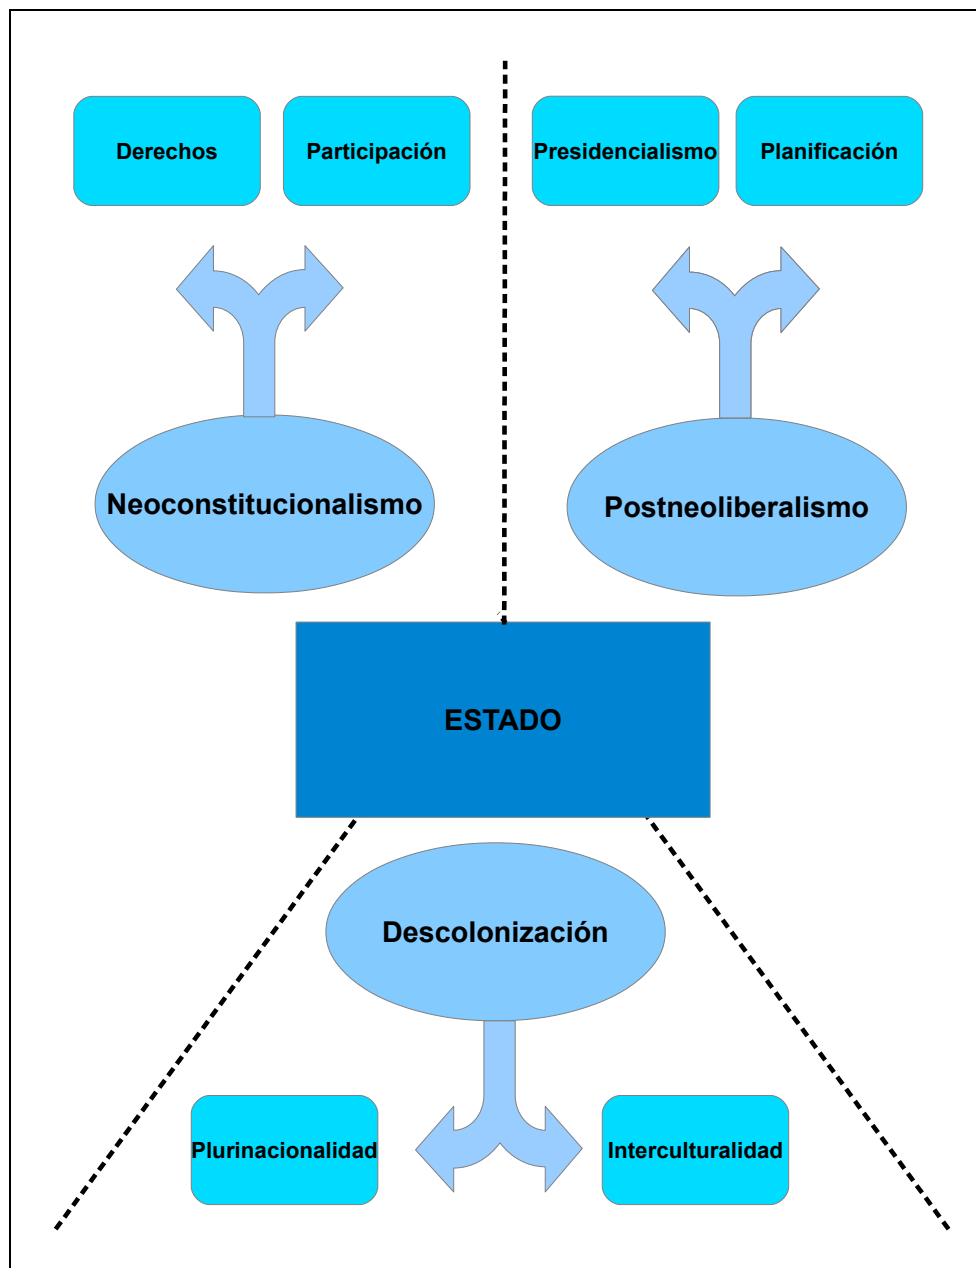 Derechos
Participación
Presidencialismo
Planificación
Neoconstitucionalismo
Postneoliberalismo
ESTADO
Descolonización
Plurinacionalidad
Interculturalidad